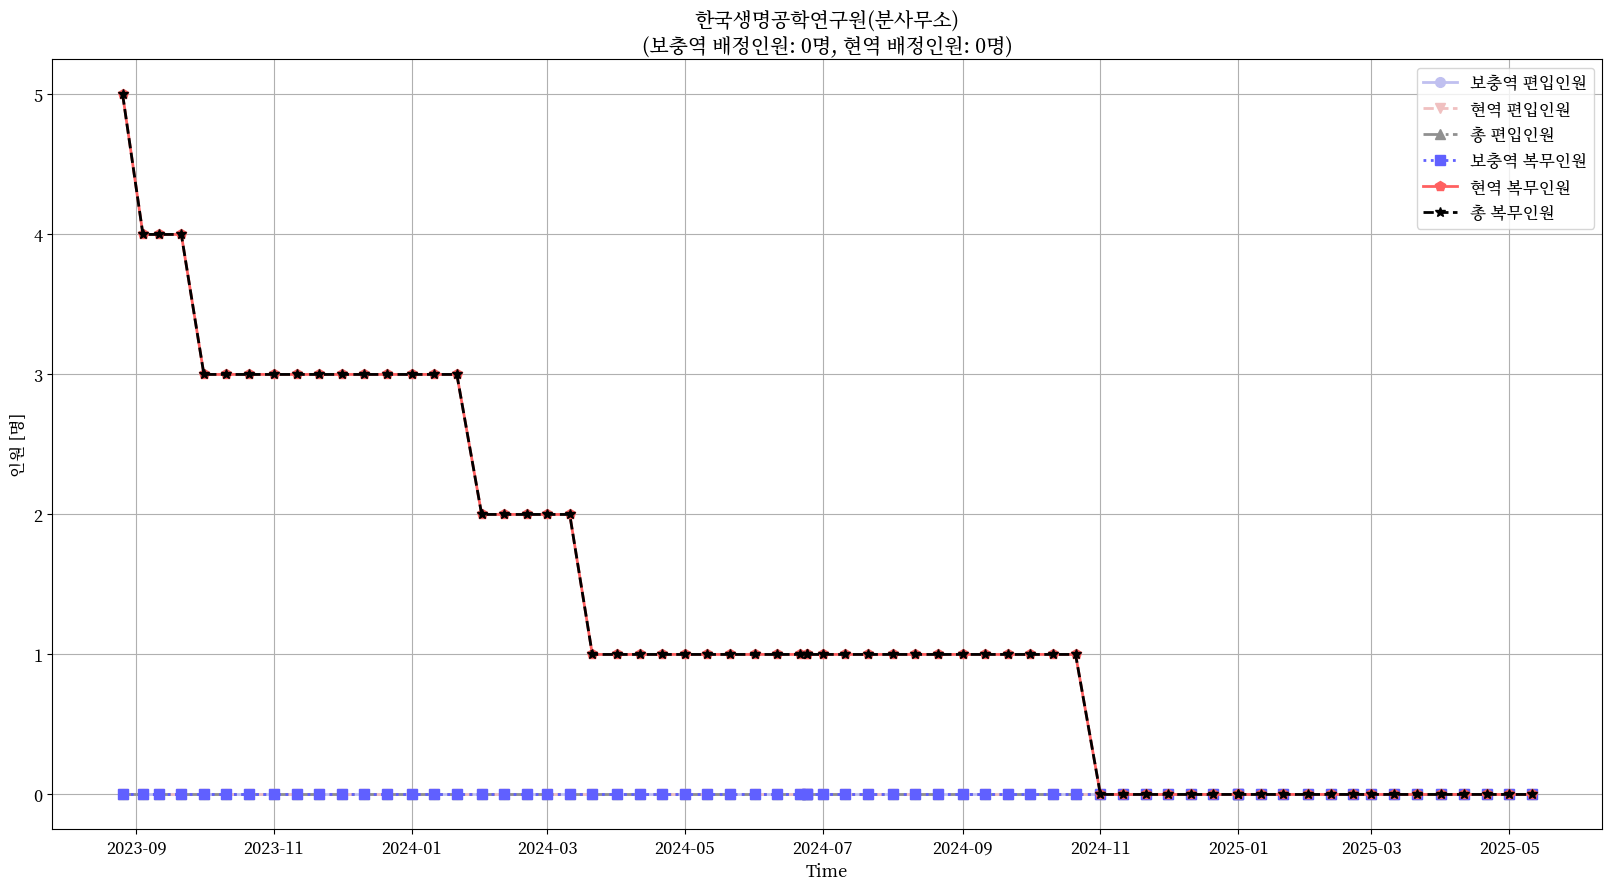 한국생명공학연구원(분사무소)
(보충역 배정인원: 0명, 현역 배정인원: 0명)
보충역 편입인원
현역 편입인원
총 편입인원
보충역 복무인원
현역 복무인원
총 복무인원
인원 [명]
5
4
3
2
1
0
2023-09 2023-11 2024-01 2024-03 2024-05 2024-07 2024-09 2024-11 2025-01 2025-03 2025-05
Time